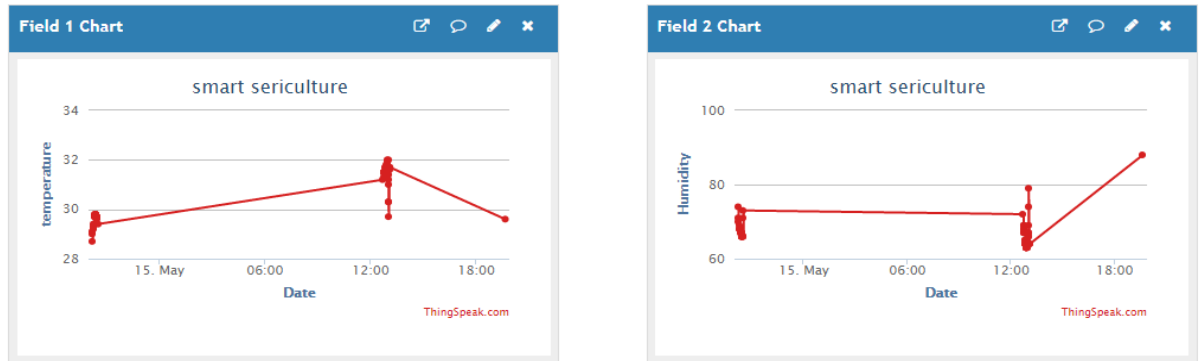 Field 1 Chart
smart sericulture
34
32
30
28
temperature
15. May
06:00
12:00
18:00
Date
ThingSpeak.com
Field 2 Chart
smart sericulture
100
80
60
Humidity
15. May
06:00
12:00
18:00
Date
ThingSpeak.com